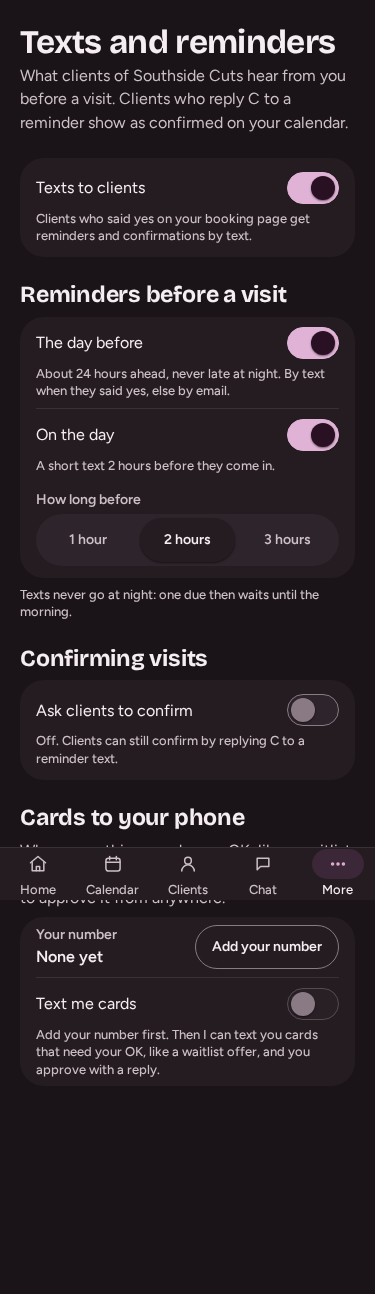 Texts and reminders
What clients of Southside Cuts hear from you
before a visit. Clients who reply C to a
reminder show as confirmed on your calendar.
Texts to clients
Clients who said yes on your booking page get
reminders and confirmations by text.
Reminders before a visit
The day before
About 24 hours ahead, never late at night. By text
when they said yes, else by email.
On the day
A short text 2 hours before they come in.
How long before
1 hour
2 hours
3 hours
Texts never go at night: one due then waits until the
morning.
Confirming visits
Ask clients to confirm
Off. Clients can still confirm by replying C to a
reminder text.
Cards to your phone
Home
Calendar
Clients
Chat
More
to approve it from anywhere.
Your number
None yet
Add your number
Text me cards
Add your number first. Then I can text you cards
that need your OK, like a waitlist offer, and you
approve with a reply.